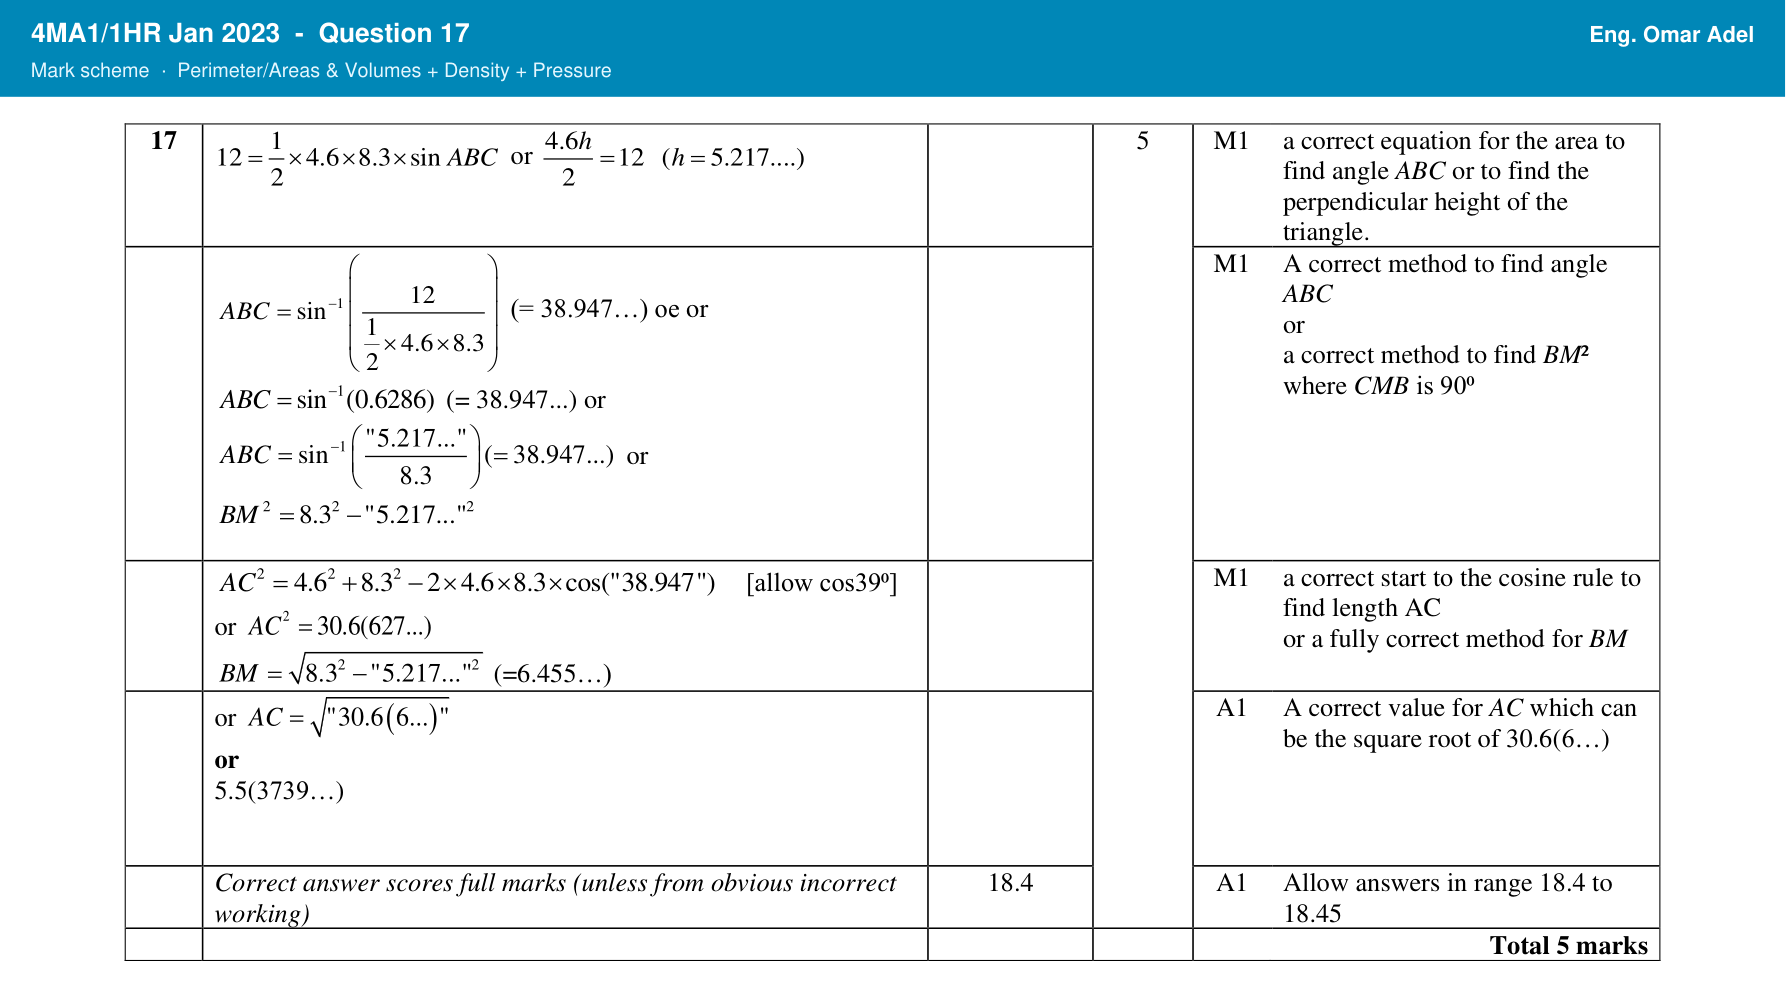 4MA1/1HR Jan 2023 - Question 17
Eng. Omar Adel
Mark scheme · Perimeter/Areas & Volumes + Density + Pressure
17
12 = 1/2 × 4.6 × 8.3 × sin ABC or 4.6h/2 = 12 (h = 5.217....)
5
M1
a correct equation for the area to
find angle ABC or to find the
perpendicular height of the
triangle.
ABC = sin⁻¹(12/(1/2 × 4.6 × 8.3)) (= 38.947…) oe or
ABC = sin⁻¹(0.6286) (= 38.947...) or
ABC = sin⁻¹("5.217..."/8.3) (= 38.947...) or
BM² = 8.3² − "5.217..."²
M1
A correct method to find angle
ABC
or
a correct method to find BM²
where CMB is 90⁰
AC² = 4.6² + 8.3² − 2 × 4.6 × 8.3 × cos("38.947") [allow cos39⁰]
or AC² = 30.6(627...)
BM = √(8.3² − "5.217..."²) (=6.455…)
M1
a correct start to the cosine rule to
find length AC
or a fully correct method for BM
or AC = √"30.6(6...)"
or
5.5(3739…)
A1
A correct value for AC which can
be the square root of 30.6(6…)
Correct answer scores full marks (unless from obvious incorrect
working)
18.4
A1
Allow answers in range 18.4 to
18.45
Total 5 marks